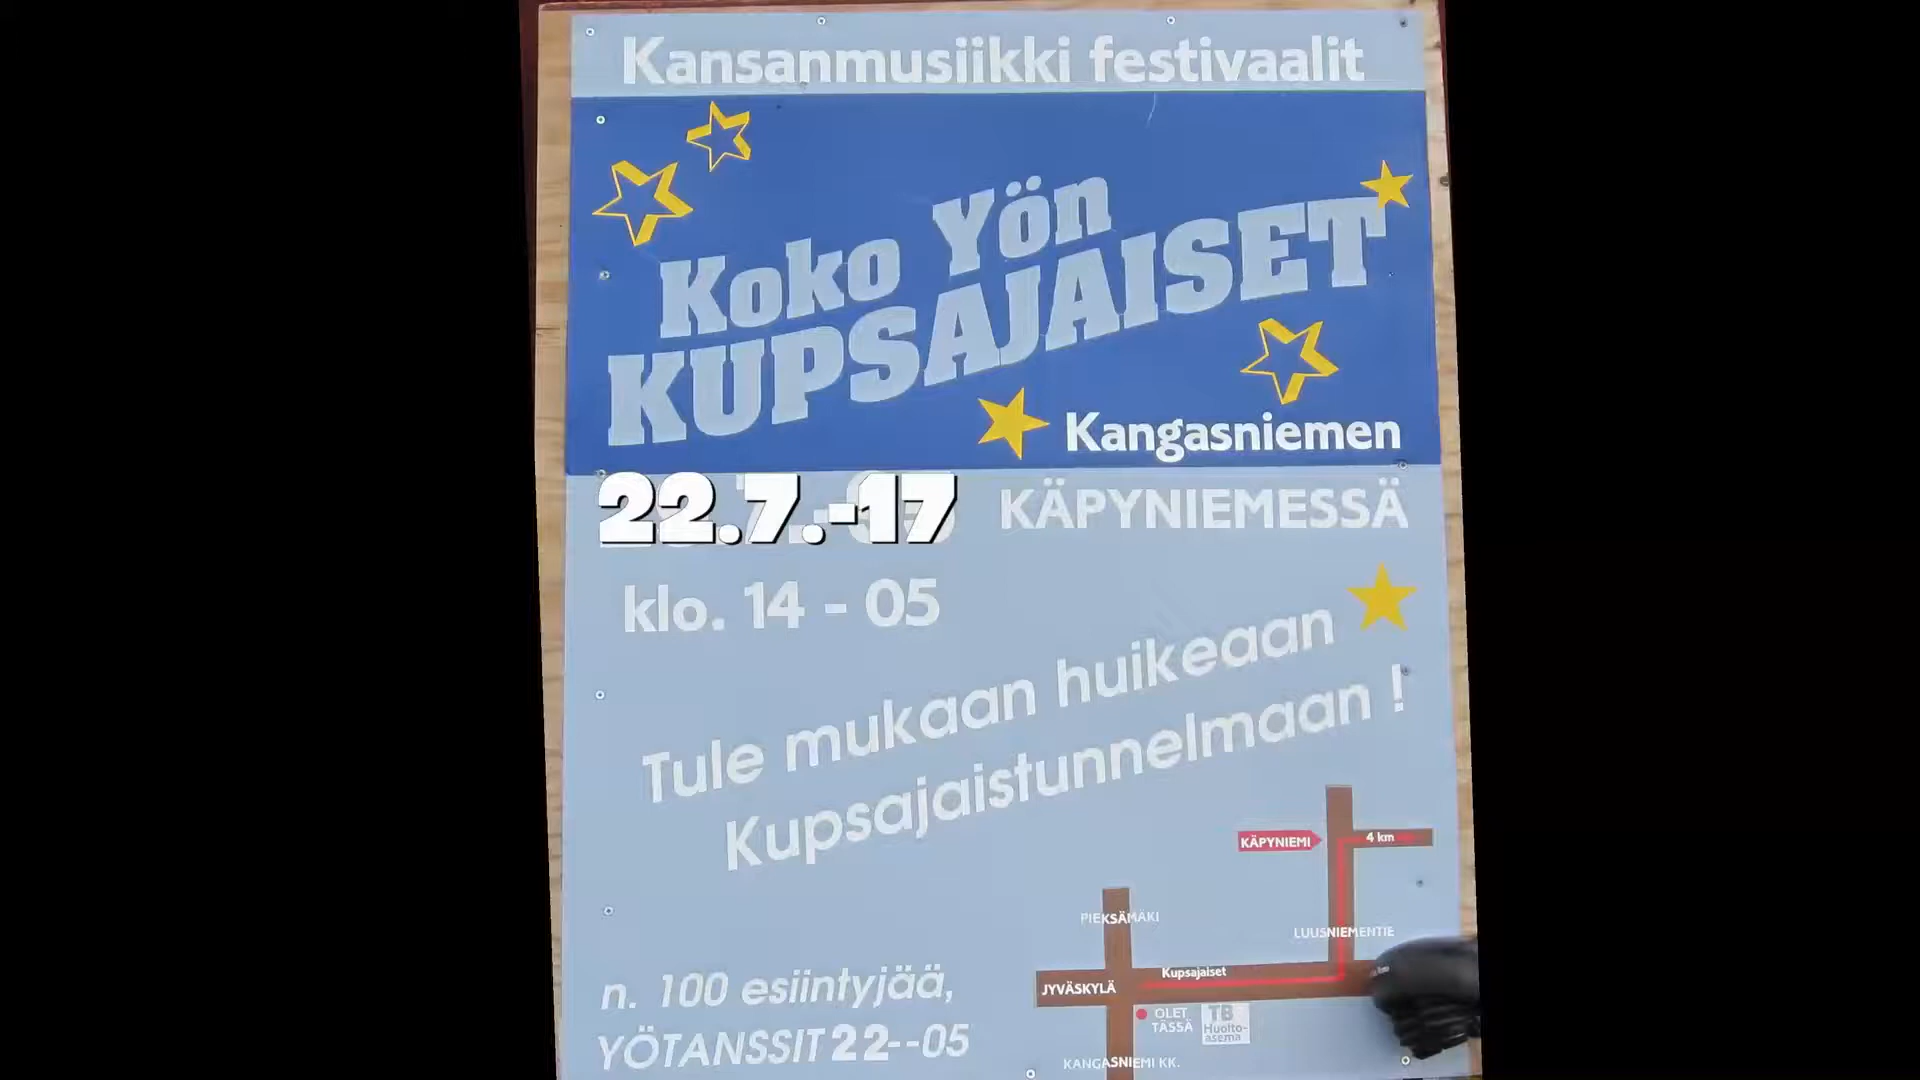 Kansanmusiikki festivaalit
Koko Yön
KUPSAJAISET
Kangasniemen
22.7.-17 KÄPYNIEMESSÄ
klo. 14 - 05
Tule mukaan huikeaan
Kupsajaistunnelmaan !
KÄPYNIEMI
4 km
PIEKSÄMÄKI
LUUSNIEMENTIE
Kupsajaiset
JYVÄSKYLÄ
OLET
TÄSSÄ
TB
Huolto-
asema
KANGASNIEMI KK.
n. 100 esiintyjää,
YÖTANSSIT 22--05